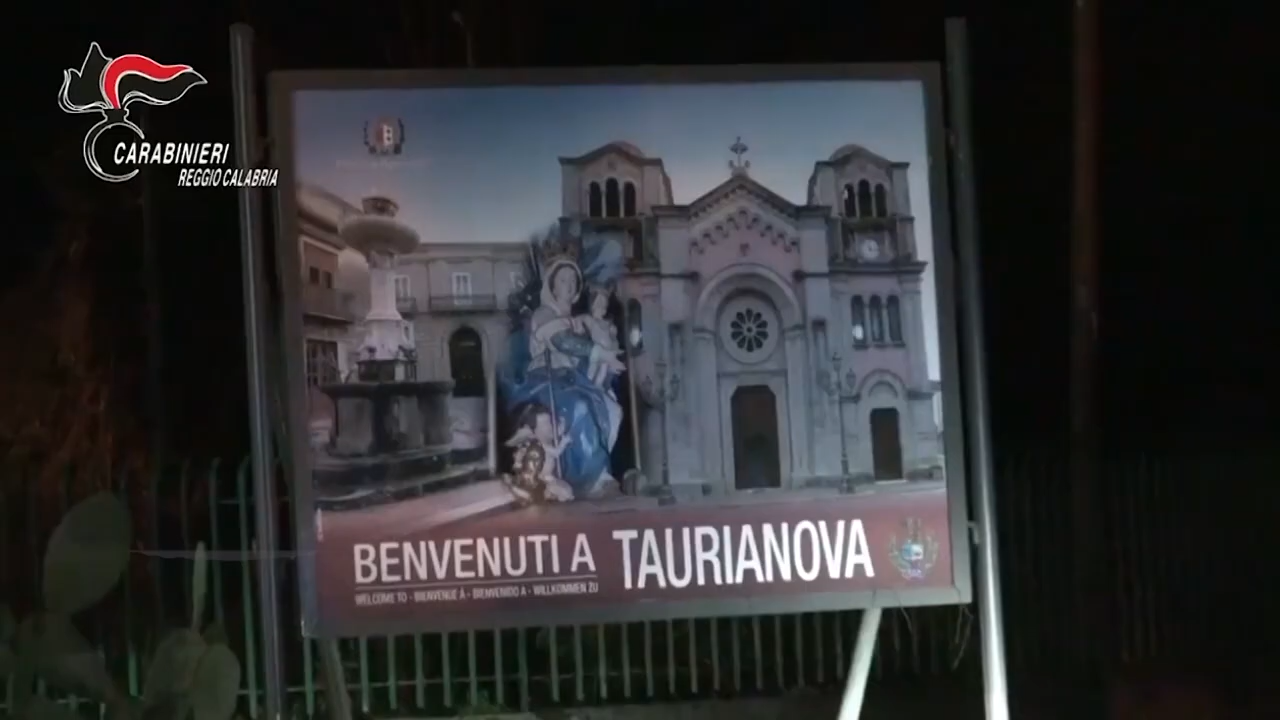 CARABINIERI
REGGIO CALABRIA
BENVENUTI A TAURIANOVA
WELCOME TO - BIENVENUE À - BIENVENIDO A - WILLKOMMEN ZU